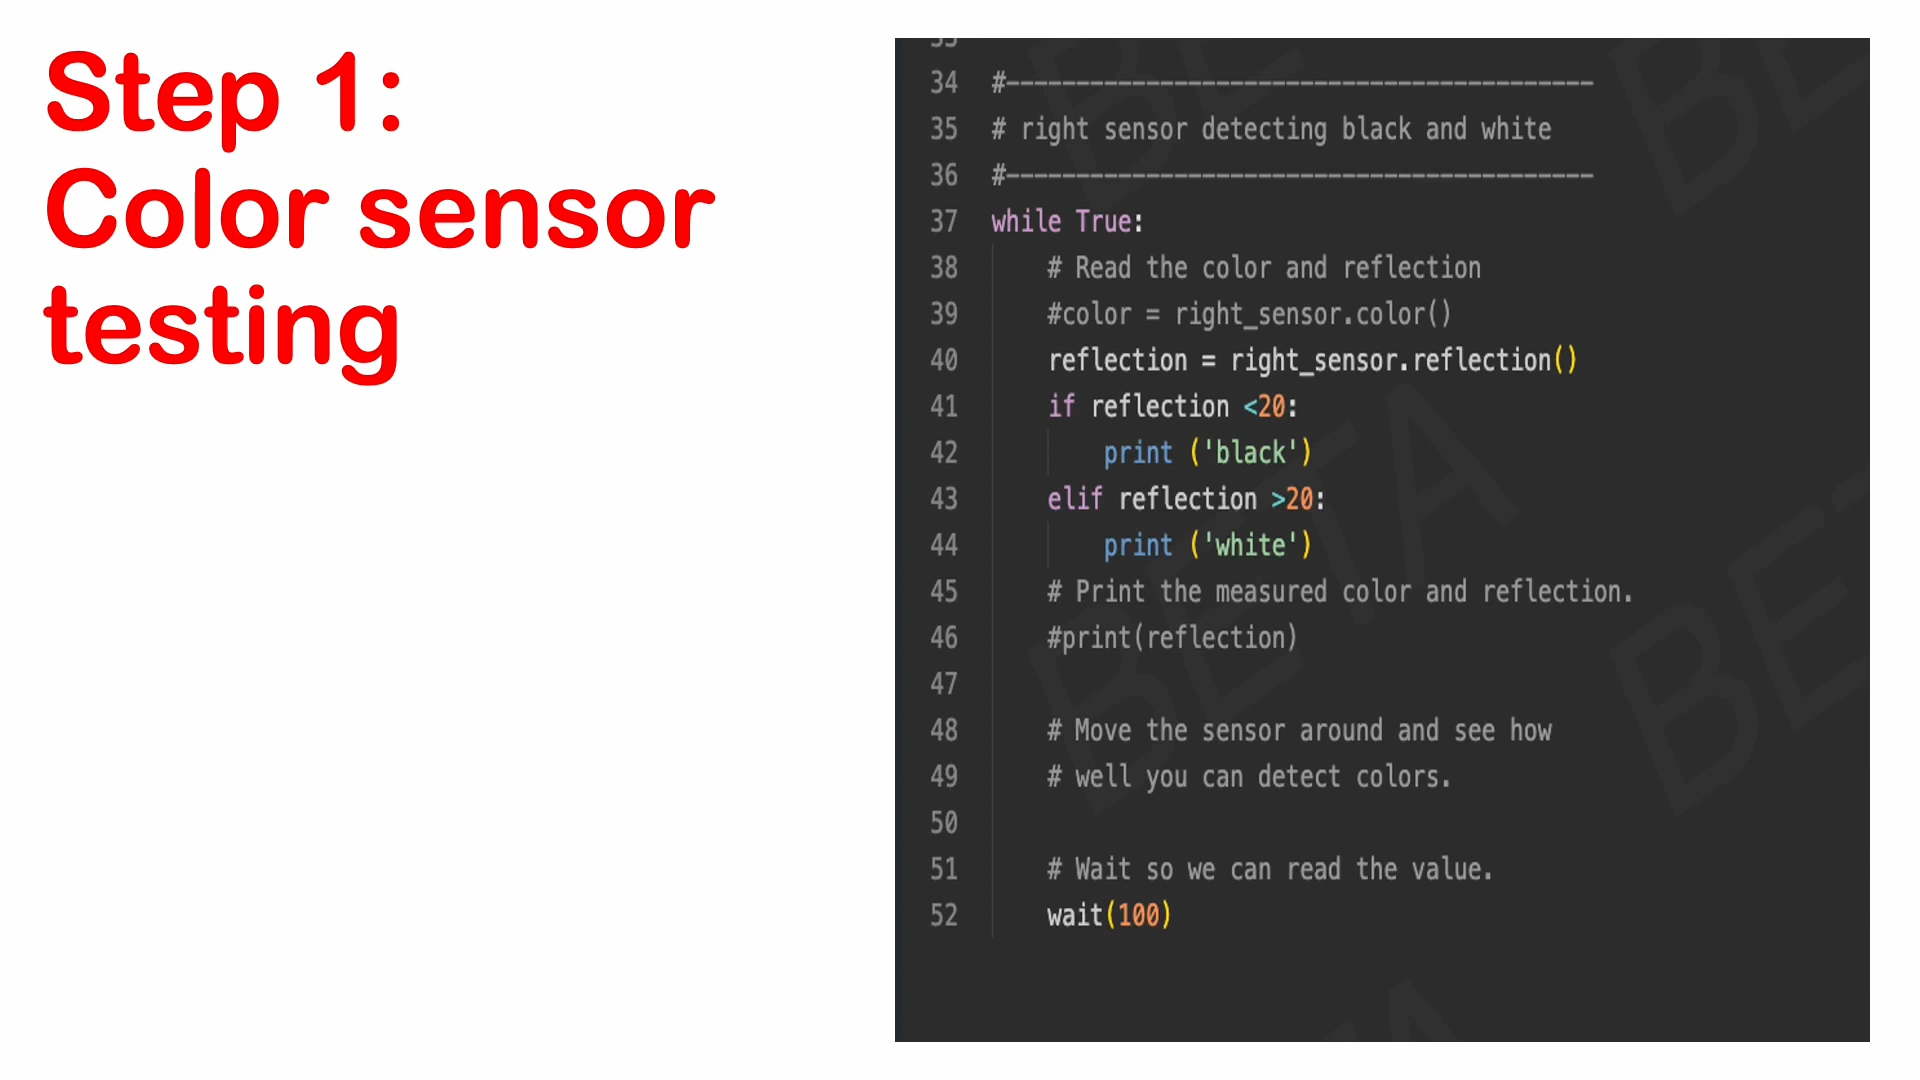 Step 1:
Color sensor
testing
34 #------------------------------------------
35 # right sensor detecting black and white
36 #------------------------------------------
37 while True:
38 # Read the color and reflection
39 #color = right_sensor.color()
40 reflection = right_sensor.reflection()
41 if reflection <20:
42 print ('black')
43 elif reflection >20:
44 print ('white')
45 # Print the measured color and reflection.
46 #print(reflection)
47
48 # Move the sensor around and see how
49 # well you can detect colors.
50
51 # Wait so we can read the value.
52 wait(100)
BETA